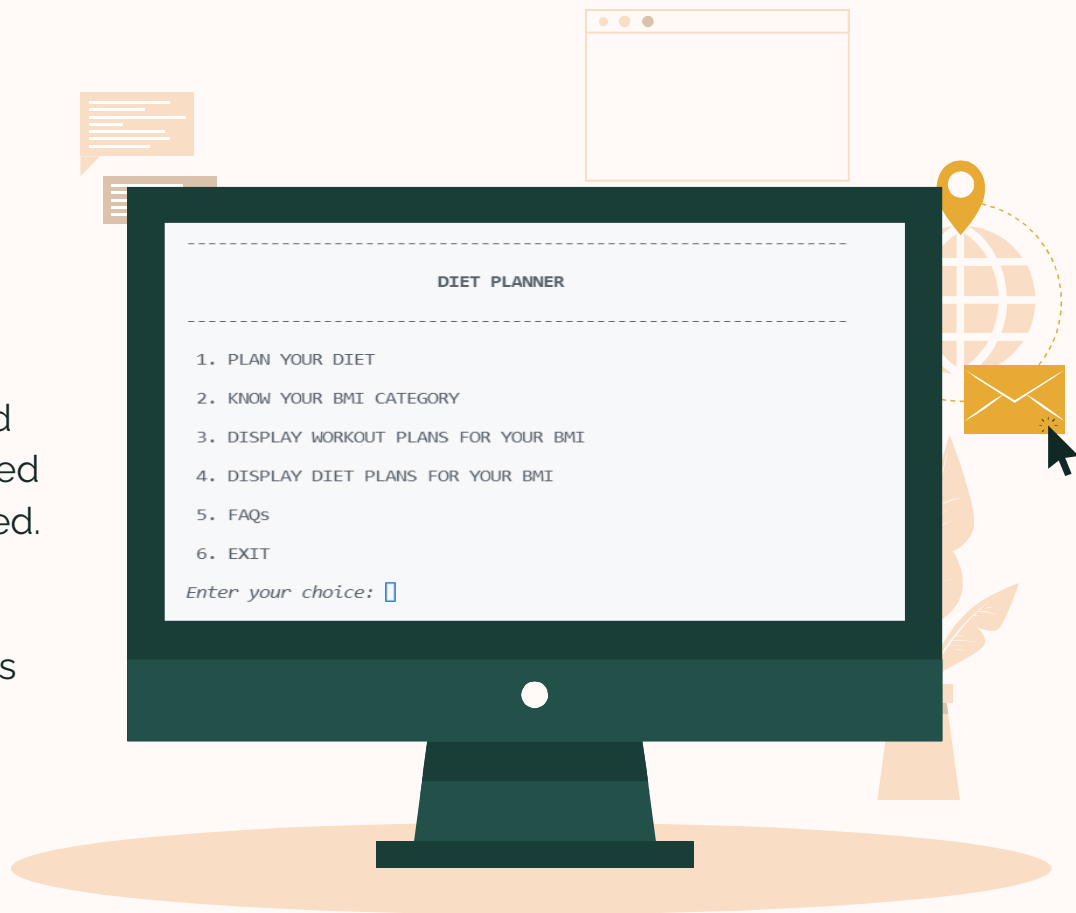 ---------------------------------------------------------------
DIET PLANNER
---------------------------------------------------------------
1. PLAN YOUR DIET
2. KNOW YOUR BMI CATEGORY
3. DISPLAY WORKOUT PLANS FOR YOUR BMI
4. DISPLAY DIET PLANS FOR YOUR BMI
5. FAQs
6. EXIT
Enter your choice: